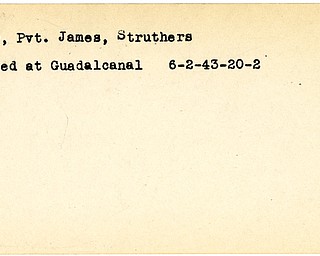 , Pvt. James, Struthers
ed at Guadalcanal 6-2-43-20-2